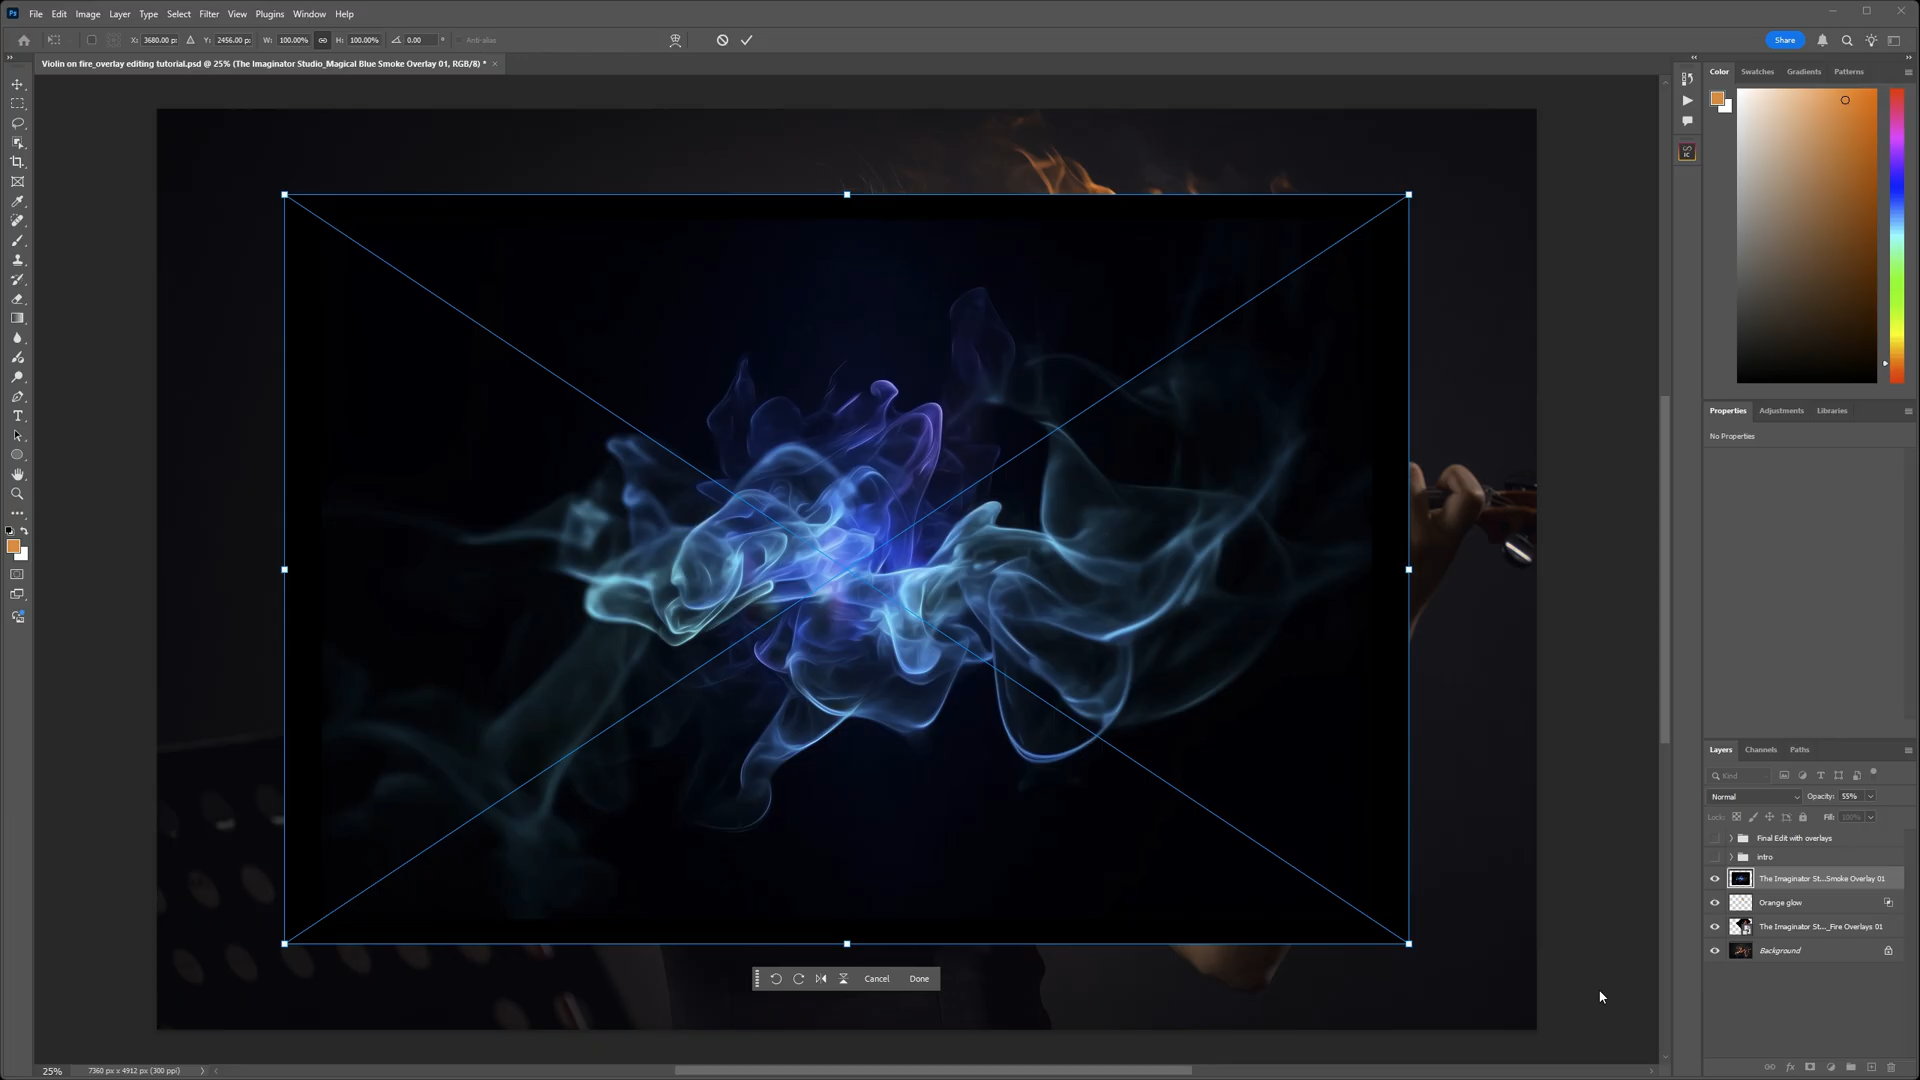 Ps File Edit Image Layer Type Select Filter View Plugins Window Help
X: 3680.00 p: Y: 2456.00 p: W: 100.00% H: 100.00% 0.00 ° Anti-alias Share
Violin on fire_overlay editing tutorial.psd @ 25% (The Imaginator Studio_Magical Blue Smoke Overlay 01, RGB/8) * ×
Color Swatches Gradients Patterns
Properties Adjustments Libraries
No Properties
Layers Channels Paths
Kind
Normal Opacity: 55%
Lock: Fill: 100%
Final Edit with overlays
intro
The Imaginator St...Smoke Overlay 01
Orange glow
The Imaginator St..._Fire Overlays 01
Background
Cancel Done
25% 7360 px x 4912 px (300 ppi)